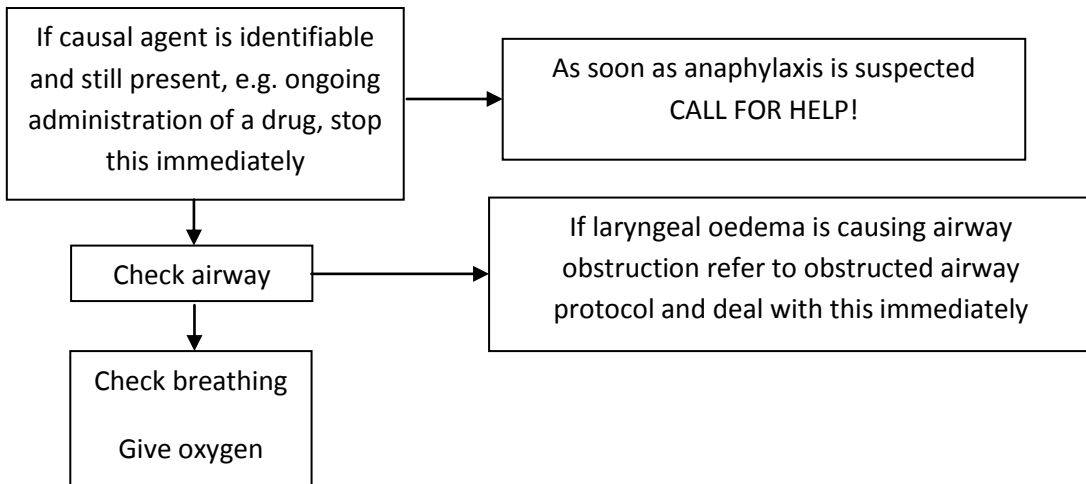 If causal agent is identifiable
and still present, e.g. ongoing
administration of a drug, stop
this immediately
As soon as anaphylaxis is suspected
CALL FOR HELP!
Check airway
If laryngeal oedema is causing airway
obstruction refer to obstructed airway
protocol and deal with this immediately
Check breathing
Give oxygen